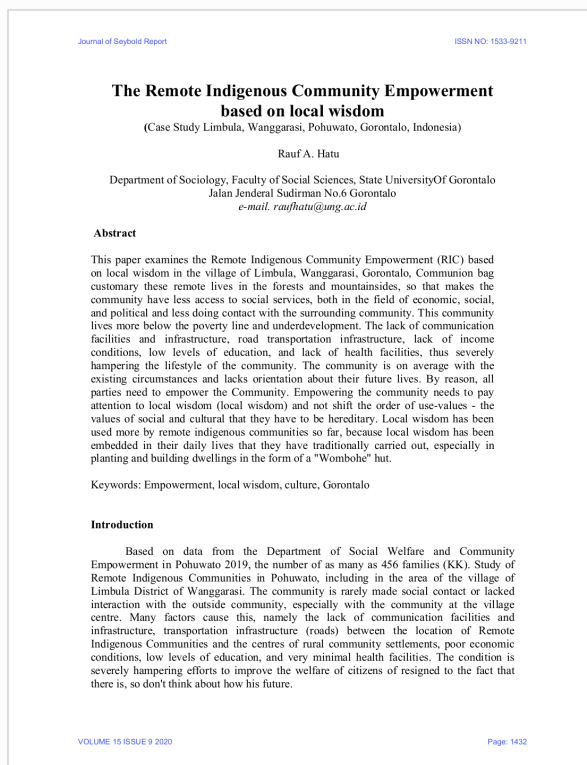 Journal of Seybold Report ISSN NO: 1533-9211
The Remote Indigenous Community Empowerment
based on local wisdom
(Case Study Limbula, Wanggarasi, Pohuwato, Gorontalo, Indonesia)
Rauf A. Hatu
Department of Sociology, Faculty of Social Sciences, State UniversityOf Gorontalo
Jalan Jenderal Sudirman No.6 Gorontalo
e-mail. raufhatu@ung.ac.id
Abstract
This paper examines the Remote Indigenous Community Empowerment (RIC) based
on local wisdom in the village of Limbula, Wanggarasi, Gorontalo, Communion bag
customary these remote lives in the forests and mountainsides, so that makes the
community have less access to social services, both in the field of economic, social,
and political and less doing contact with the surrounding community. This community
lives more below the poverty line and underdevelopment. The lack of communication
facilities and infrastructure, road transportation infrastructure, lack of income
conditions, low levels of education, and lack of health facilities, thus severely
hampering the lifestyle of the community. The community is on average with the
existing circumstances and lacks orientation about their future lives. By reason, all
parties need to empower the Community. Empowering the community needs to pay
attention to local wisdom (local wisdom) and not shift the order of use-values - the
values of social and cultural that they have to be hereditary. Local wisdom has been
used more by remote indigenous communities so far, because local wisdom has been
embedded in their daily lives that they have traditionally carried out, especially in
planting and building dwellings in the form of a "Wombohe" hut.
Keywords: Empowerment, local wisdom, culture, Gorontalo
Introduction
Based on data from the Department of Social Welfare and Community
Empowerment in Pohuwato 2019, the number of as many as 456 families (KK). Study of
Remote Indigenous Communities in Pohuwato, including in the area of the village of
Limbula District of Wanggarasi. The community is rarely made social contact or lacked
interaction with the outside community, especially with the community at the village
centre. Many factors cause this, namely the lack of communication facilities and
infrastructure, transportation infrastructure (roads) between the location of Remote
Indigenous Communities and the centres of rural community settlements, poor economic
conditions, low levels of education, and very minimal health facilities. The condition is
severely hampering efforts to improve the welfare of citizens of resigned to the fact that
there is, so don't think about how his future.
VOLUME 15 ISSUE 9 2020 Page: 1432